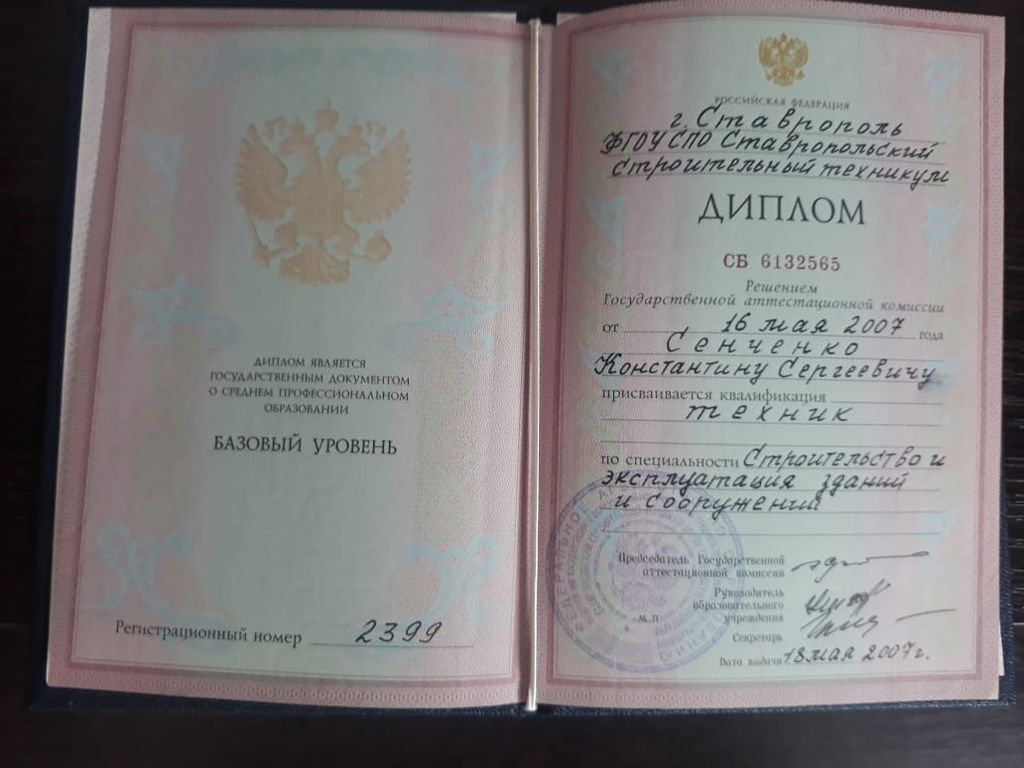 ДИПЛОМ ЯВЛЯЕТСЯ
ГОСУДАРСТВЕННЫМ ДОКУМЕНТОМ
О СРЕДНЕМ ПРОФЕССИОНАЛЬНОМ
ОБРАЗОВАНИИ
БАЗОВЫЙ УРОВЕНЬ
Регистрационный номер 2399
РОССИЙСКАЯ ФЕДЕРАЦИЯ
г. Ставрополь
ФГОУ СПО Ставропольский
строительный техникум
ДИПЛОМ
СБ 6132565
Решением
Государственной аттестационной комиссии
от 16 мая 2007 года
Сенченко
Константину Сергеевичу
присваивается квалификация
техник
по специальности Строительство и
эксплуатация зданий
и сооружений
Председатель Государственной
аттестационной комиссии
Руководитель
образовательного
учреждения
М. П.
Секретарь
Дата выдачи 18 мая 2007г.